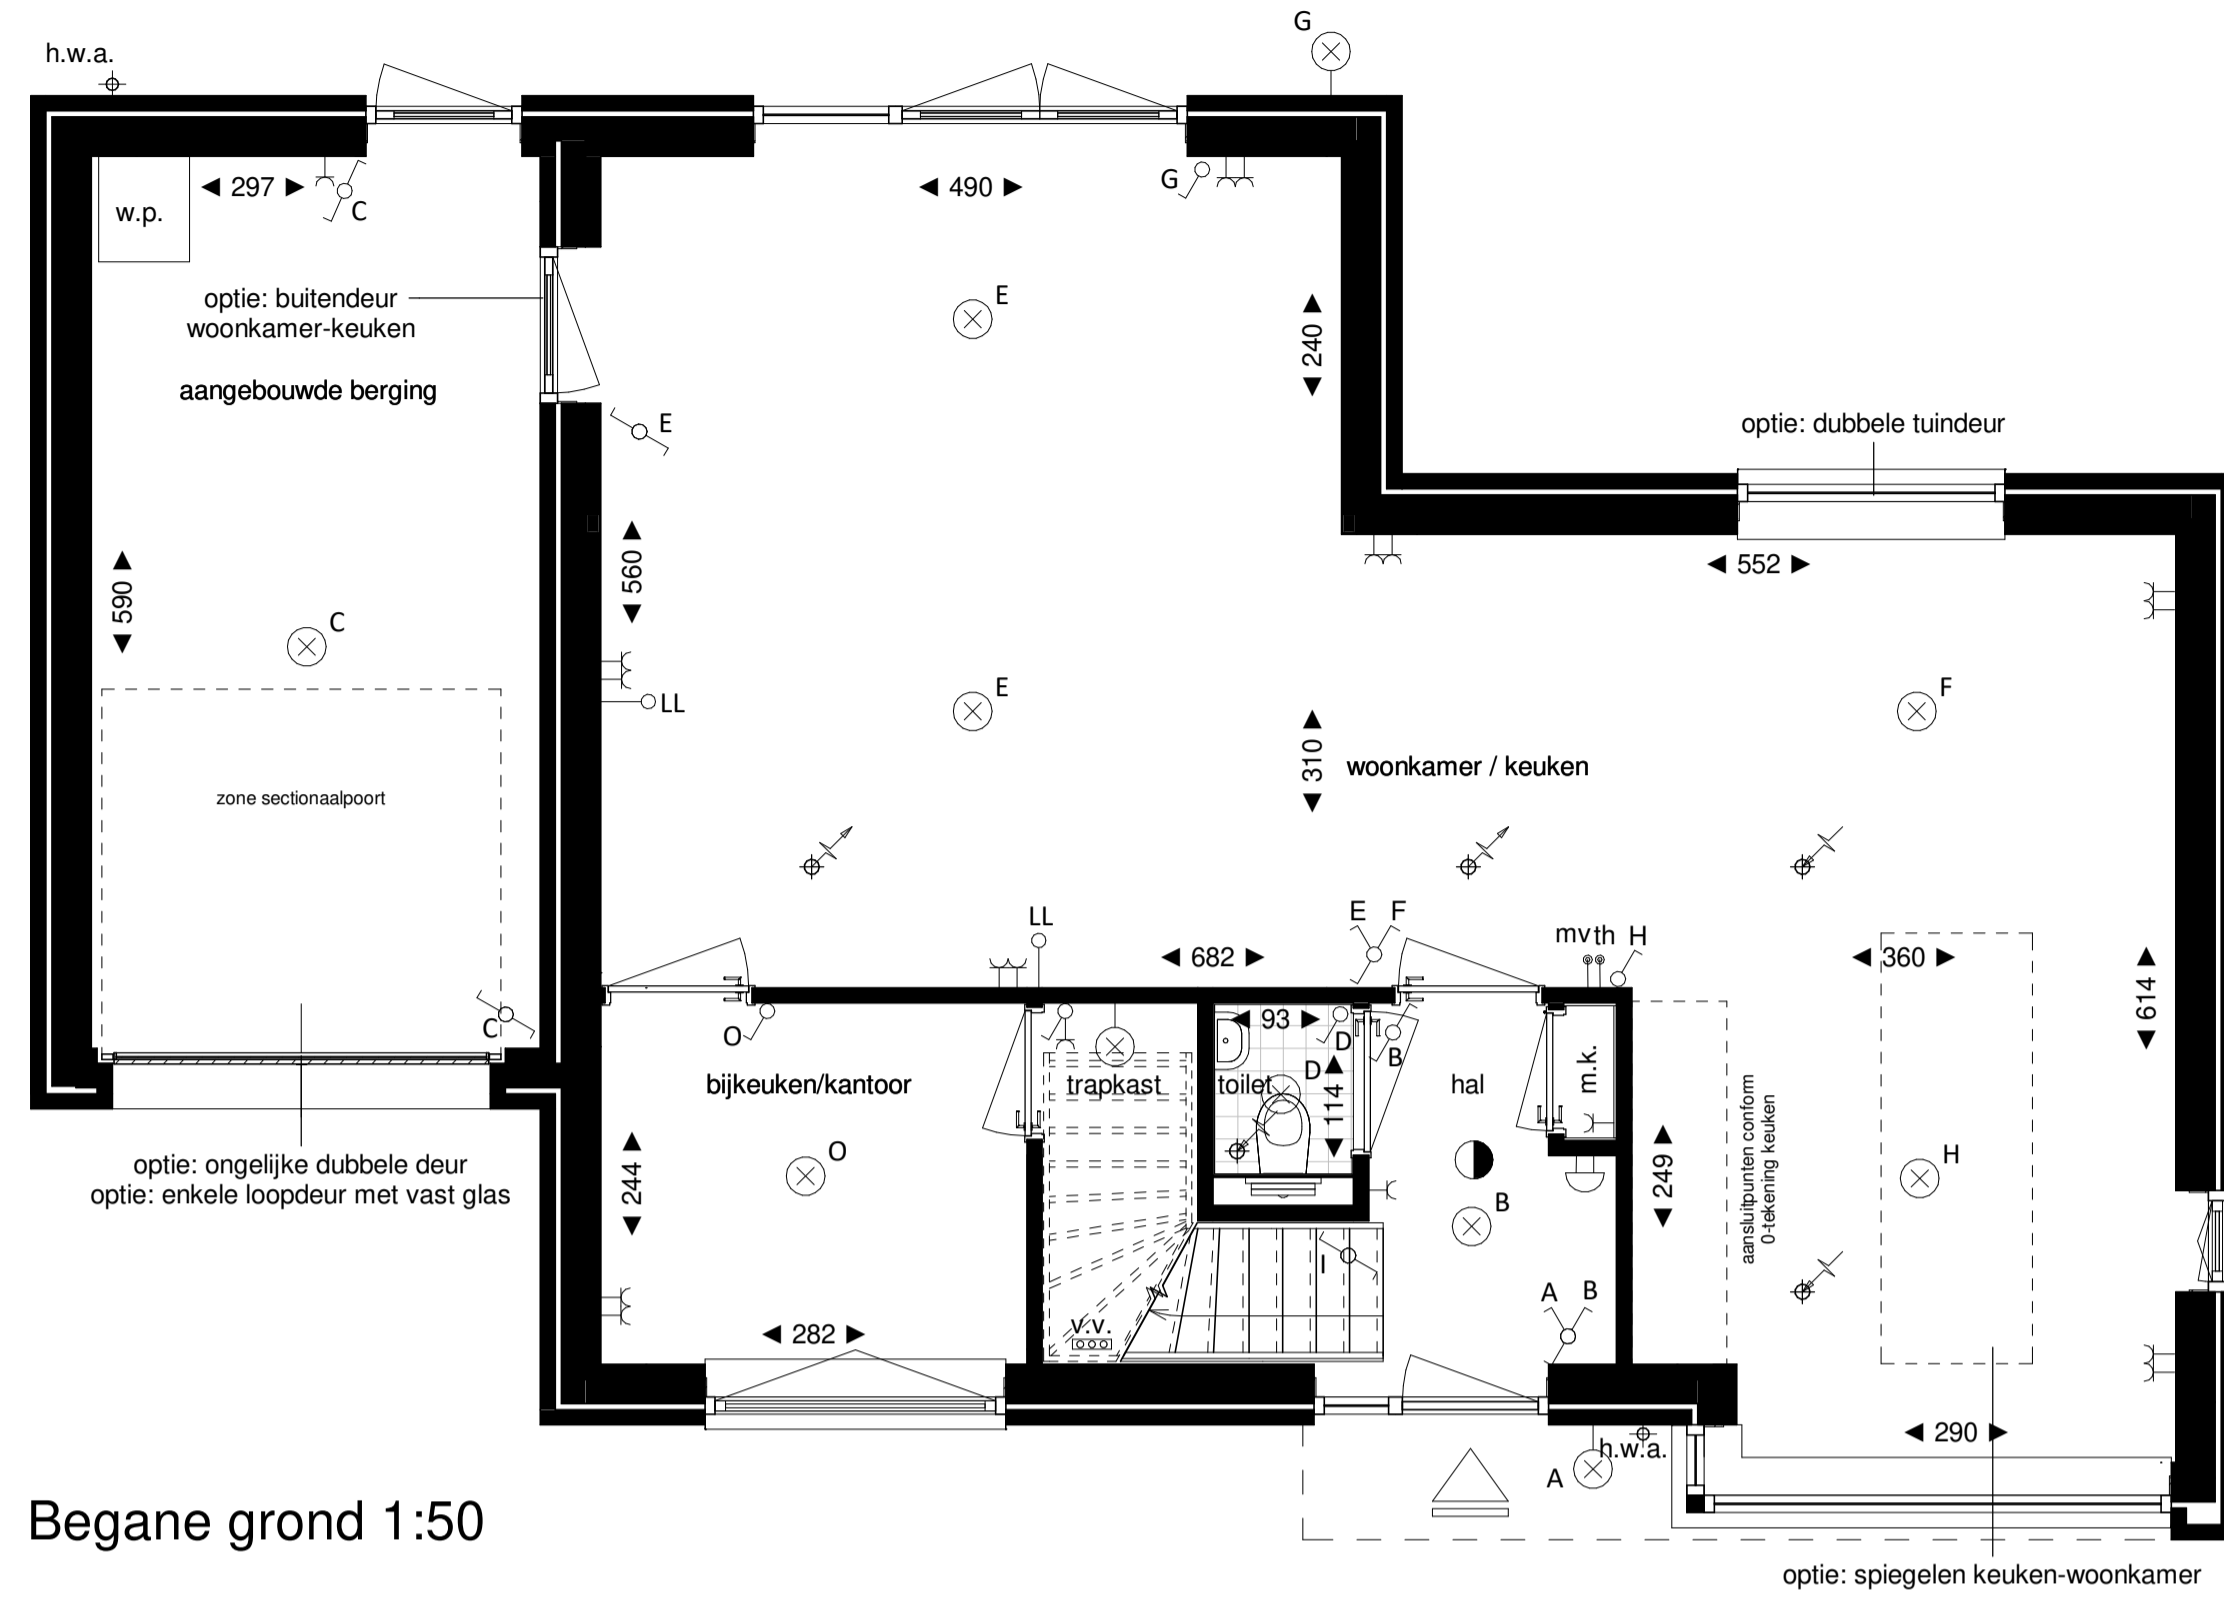 G
h.w.a.
w.p.
◄ 297 ►
C
◄ 490 ►
G
optie: buitendeur
woonkamer-keuken
E
◄ 240 ►
aangebouwde berging
E
optie: dubbele tuindeur
◄ 590 ►
◄ 560 ►
◄ 552 ►
C
LL
E
F
◄ 310 ►
woonkamer / keuken
zone sectionaalpoort
LL
E F
mv th H
◄ 682 ►
◄ 360 ►
◄ 614 ►
C
O
◄ 93 ►
D
B
bijkeuken/kantoor
trapkast
toilet
D
◄ 114 ►
hal
m.k.
aansluitpunten conform
0-tekening keuken
optie: ongelijke dubbele deur
optie: enkele loopdeur met vast glas
◄ 244 ►
O
◄ 249 ►
H
B
I
A B
v.v.
◄ 282 ►
◄ 290 ►
h.w.a.
A
Begane grond 1:50
optie: spiegelen keuken-woonkamer